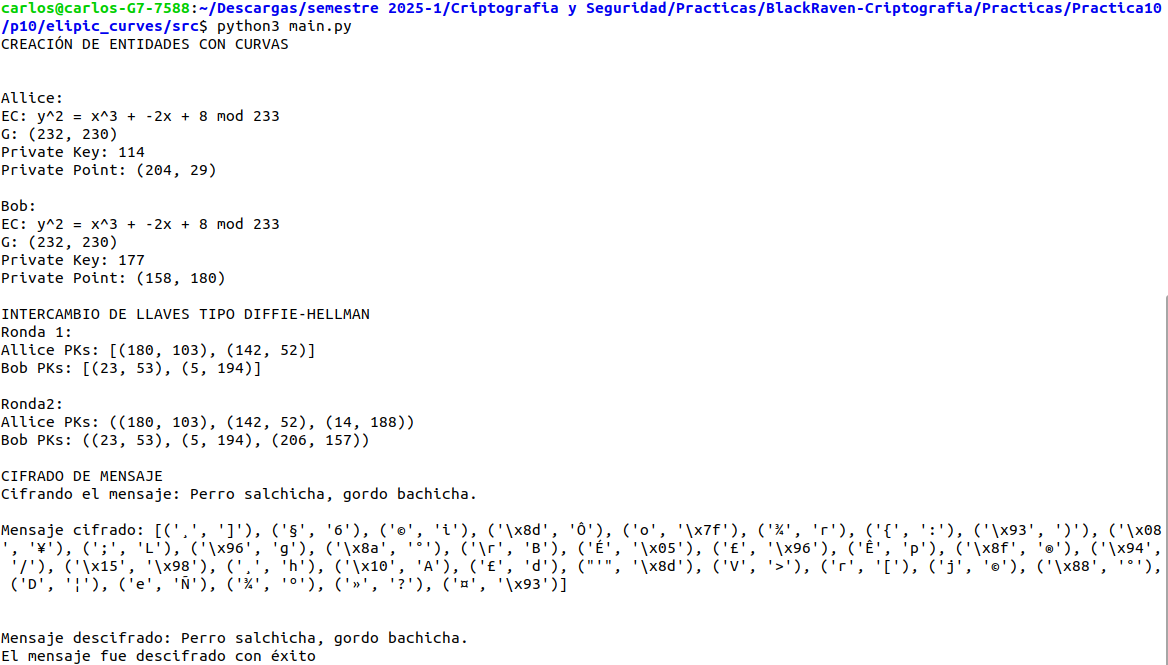 carlos@carlos-G7-7588:~/Descargas/semestre 2025-1/Criptografia y Seguridad/Practicas/BlackRaven-Criptografia/Practicas/Practica10
/p10/elipic_curves/src$ python3 main.py
CREACIÓN DE ENTIDADES CON CURVAS
Allice:
EC: y^2 = x^3 + -2x + 8 mod 233
G: (232, 230)
Private Key: 114
Private Point: (204, 29)
Bob:
EC: y^2 = x^3 + -2x + 8 mod 233
G: (232, 230)
Private Key: 177
Private Point: (158, 180)
INTERCAMBIO DE LLAVES TIPO DIFFIE-HELLMAN
Ronda 1:
Allice PKs: [(180, 103), (142, 52)]
Bob PKs: [(23, 53), (5, 194)]
Ronda2:
Allice PKs: ((180, 103), (142, 52), (14, 188))
Bob PKs: ((23, 53), (5, 194), (206, 157))
CIFRADO DE MENSAJE
Cifrando el mensaje: Perro salchicha, gordo bachicha.
Mensaje cifrado: [('¸', ']'), ('§', '6'), ('©', 'i'), ('\x8d', 'Ô'), ('o', '\x7f'), ('¾', 'r'), ('{', ':'), ('\x93', ')'), ('\x08
', '¥'), (';', 'L'), ('\x96', 'g'), ('\x8a', '°'), ('\r', 'B'), ('É', '\x05'), ('£', '\x96'), ('Ê', 'p'), ('\x8f', '®'), ('\x94',
 '/'), ('\x15', '\x98'), ('¸', 'h'), ('\x10', 'A'), ('£', 'd'), ("'", '\x8d'), ('V', '>'), ('r', '['), ('j', '©'), ('\x88', '°'),
 ('D', '¦'), ('e', 'Ñ'), ('¾', 'º'), ('»', '?'), ('¤', '\x93')]
Mensaje descifrado: Perro salchicha, gordo bachicha.
El mensaje fue descifrado con éxito